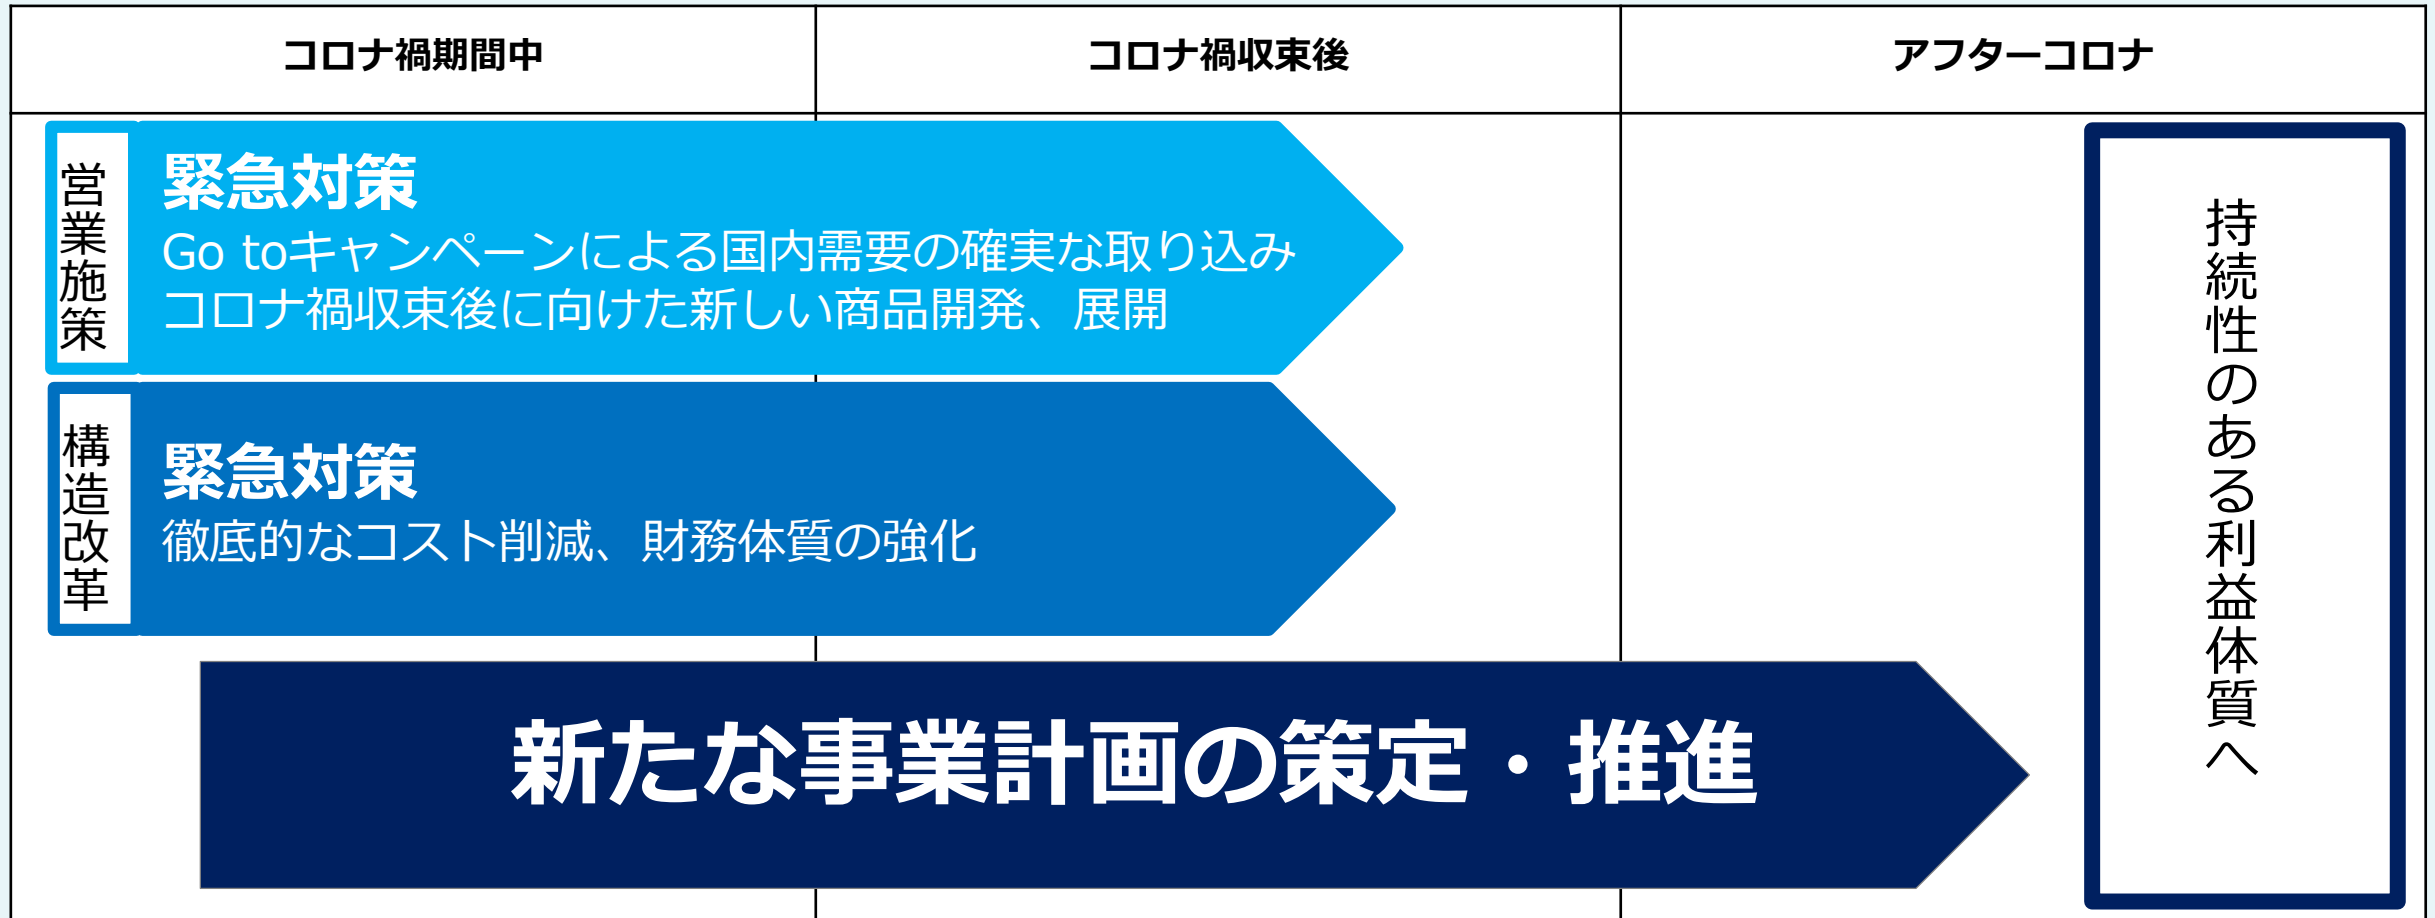 コロナ禍期間中
コロナ禍収束後
アフターコロナ
営業施策
緊急対策
Go toキャンペーンによる国内需要の確実な取り込み
コロナ禍収束後に向けた新しい商品開発、展開
構造改革
緊急対策
徹底的なコスト削減、財務体質の強化
新たな事業計画の策定・推進
持続性のある利益体質へ